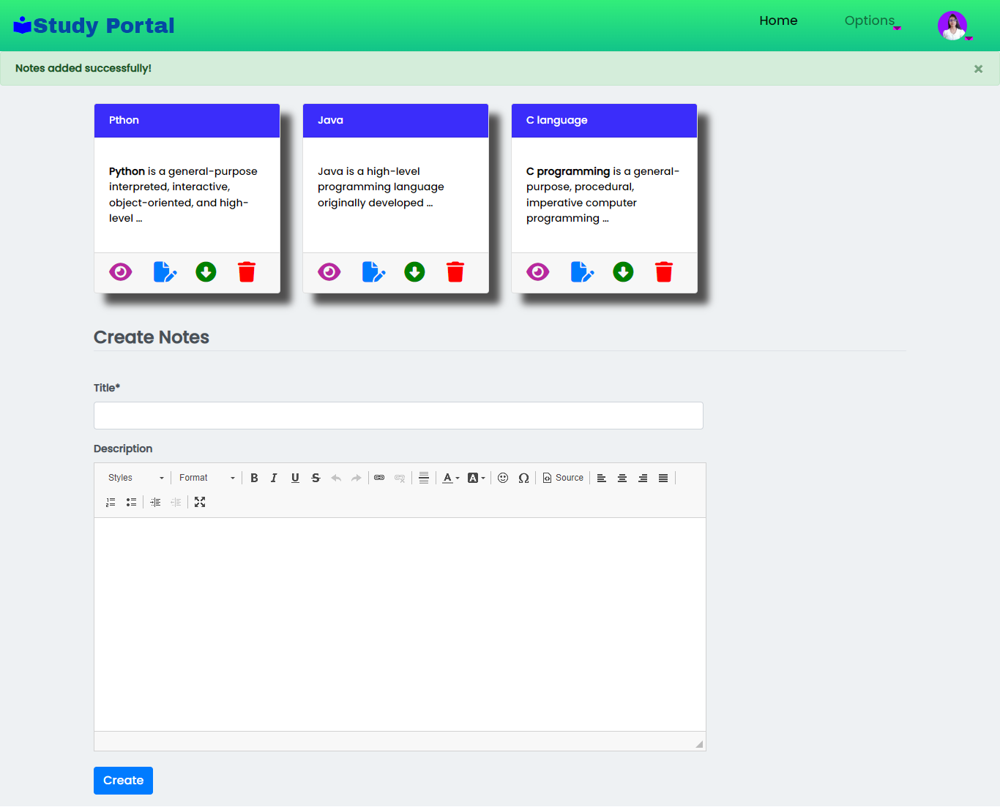 Study Portal
Home
Options
Notes added successfully!
×
Pthon
Python is a general-purpose
interpreted, interactive,
object-oriented, and high-
level ...
Java
Java is a high-level
programming language
originally developed ...
C language
C programming is a general-
purpose, procedural,
imperative computer
programming ...
Create Notes
Title*
Description
Styles
Format
B I U S
A
A
Ω
Source
Create